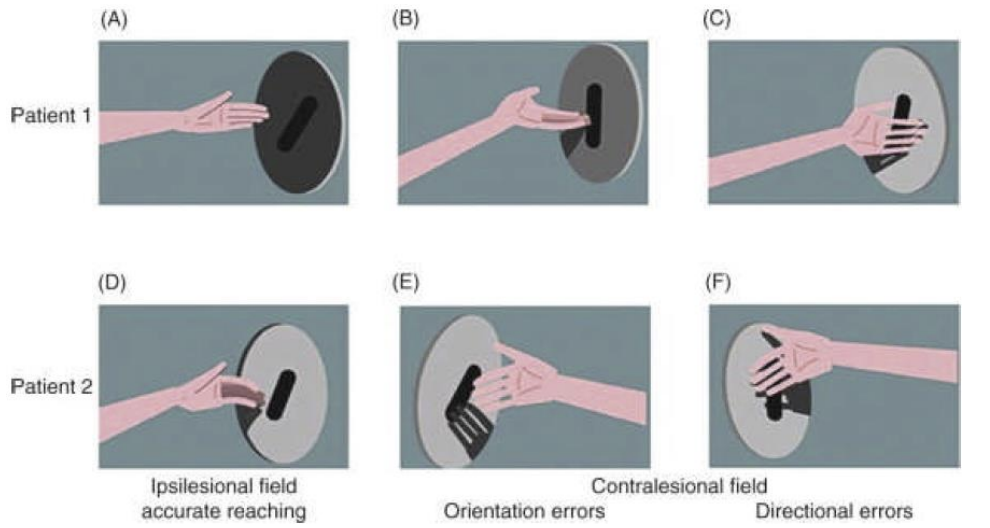 (A)
(B)
(C)
Patient 1
(D)
(E)
(F)
Patient 2
Ipsilesional field
accurate reaching
Contralesional field
Orientation errors
Directional errors